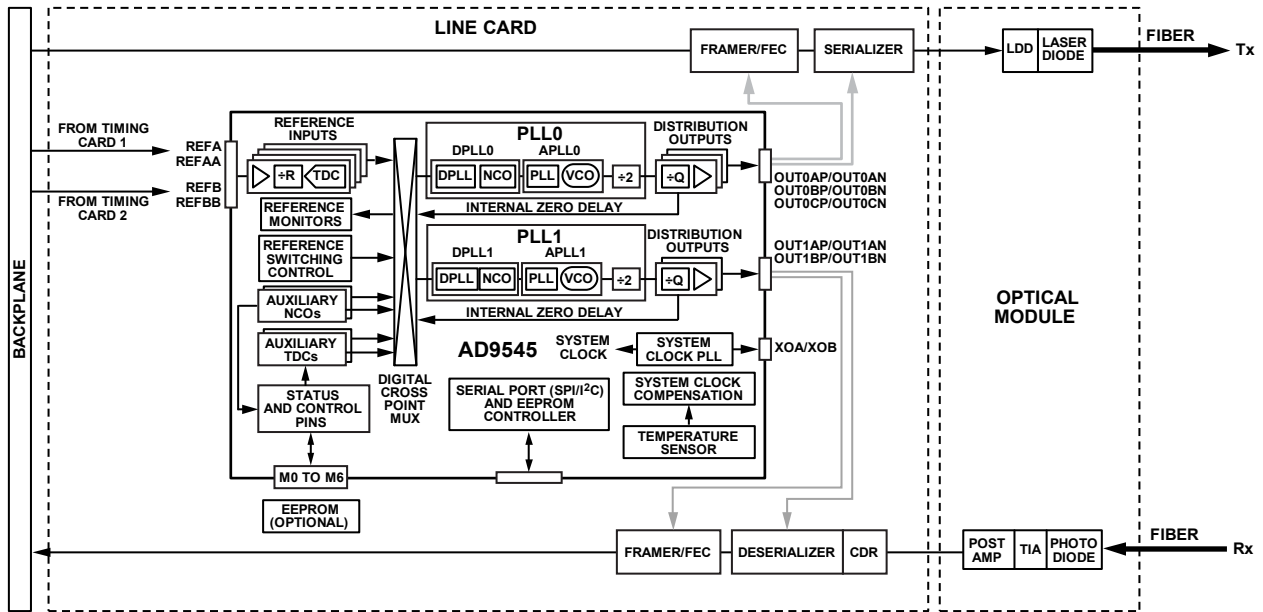 LINE CARD
FRAMER/FEC
SERIALIZER
LDD
LASER
DIODE
FIBER
Tx
BACKPLANE
FROM TIMING
CARD 1
FROM TIMING
CARD 2
REFA
REFAA
REFB
REFBB
REFERENCE
INPUTS
÷R
TDC
REFERENCE
MONITORS
REFERENCE
SWITCHING
CONTROL
AUXILIARY
NCOs
AUXILIARY
TDCs
STATUS
AND CONTROL
PINS
M0 TO M6
EEPROM
(OPTIONAL)
DIGITAL
CROSS
POINT
MUX
PLL0
DPLL0
APLL0
DPLL
NCO
PLL
VCO
÷2
DISTRIBUTION
OUTPUTS
÷Q
INTERNAL ZERO DELAY
OUT0AP/OUT0AN
OUT0BP/OUT0BN
OUT0CP/OUT0CN
PLL1
DPLL1
APLL1
DPLL
NCO
PLL
VCO
÷2
DISTRIBUTION
OUTPUTS
÷Q
INTERNAL ZERO DELAY
OUT1AP/OUT1AN
OUT1BP/OUT1BN
AD9545
SYSTEM
CLOCK
SYSTEM
CLOCK PLL
XOA/XOB
SERIAL PORT (SPI/I²C)
AND EEPROM
CONTROLLER
SYSTEM CLOCK
COMPENSATION
TEMPERATURE
SENSOR
OPTICAL
MODULE
FRAMER/FEC
DESERIALIZER
CDR
POST
AMP
TIA
PHOTO
DIODE
FIBER
Rx